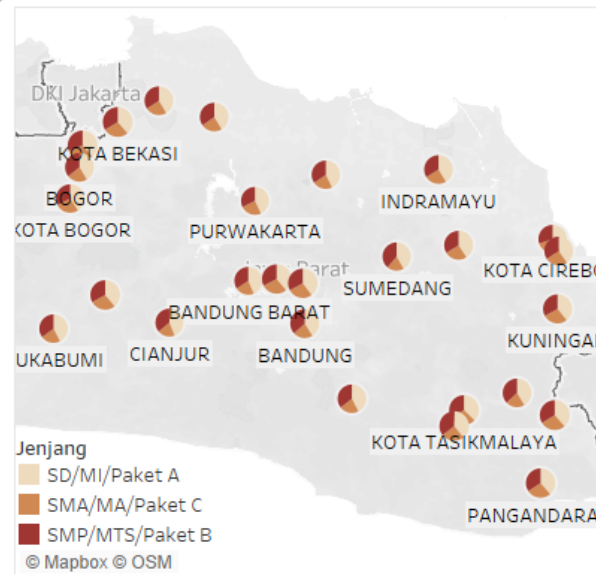 DKI Jakarta
KOTA BEKASI
BOGOR
KOTA BOGOR
INDRAMAYU
PURWAKARTA
KOTA CIREBO
Barat
SUMEDANG
BANDUNG BARAT
KUNINGA
UKABUMI
CIANJUR
BANDUNG
KOTA TASIKMALAYA
PANGANDARA
Jenjang
SD/MI/Paket A
SMA/MA/Paket C
SMP/MTS/Paket B
© Mapbox © OSM